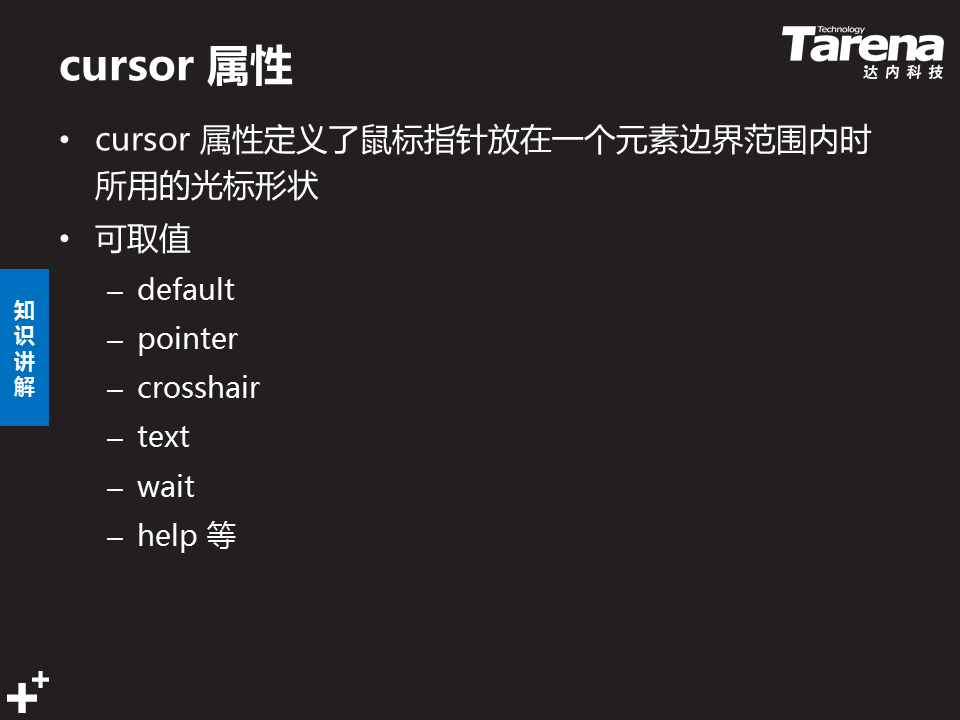 cursor 属性
Technology
Tarena
达内科技
• cursor 属性定义了鼠标指针放在一个元素边界范围内时
所用的光标形状
• 可取值
– default
– pointer
– crosshair
– text
– wait
– help 等
知
识
讲
解